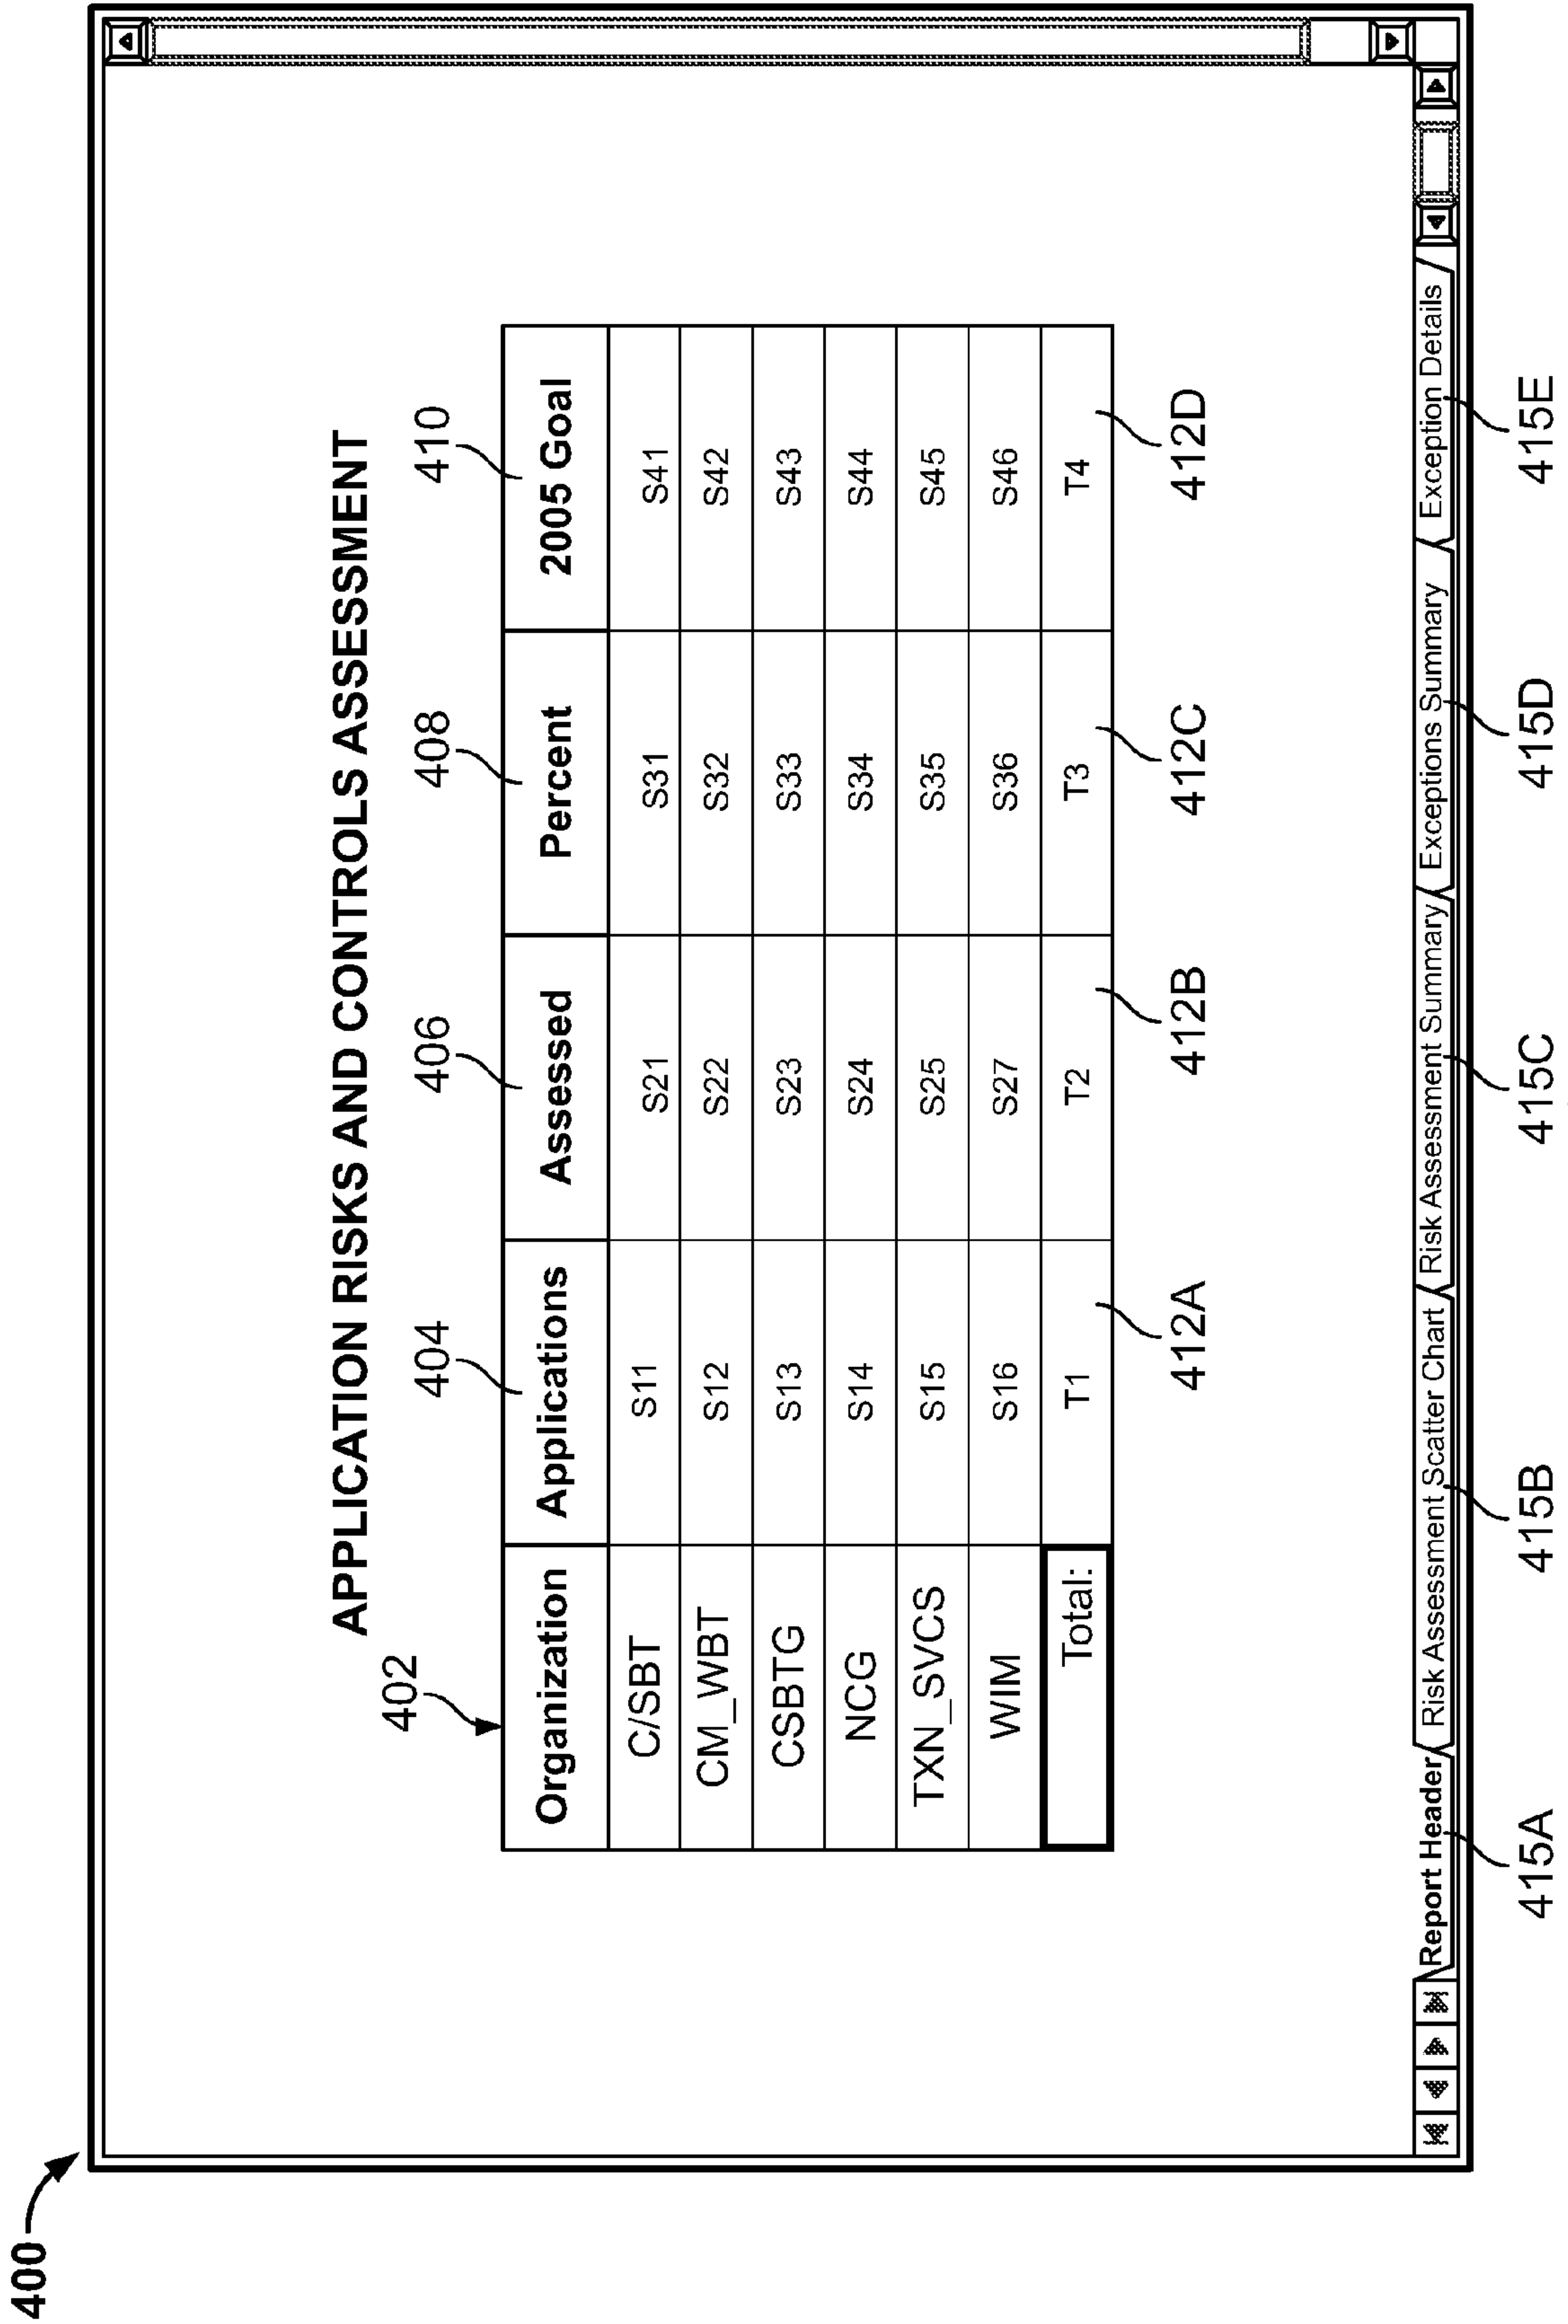 400
APPLICATION RISKS AND CONTROLS ASSESSMENT
402 404 406 408 410
Organization Applications Assessed Percent 2005 Goal
C/SBT S11 S21 S31 S41
CM_WBT S12 S22 S32 S42
CSBTG S13 S23 S33 S43
NCG S14 S24 S34 S44
TXN_SVCS S15 S25 S35 S45
WIM S16 S27 S36 S46
Total: T1 T2 T3 T4
412A 412B 412C 412D
Report Header Risk Assessment Scatter Chart Risk Assessment Summary Exceptions Summary Exception Details
415A 415B 415C 415D 415E